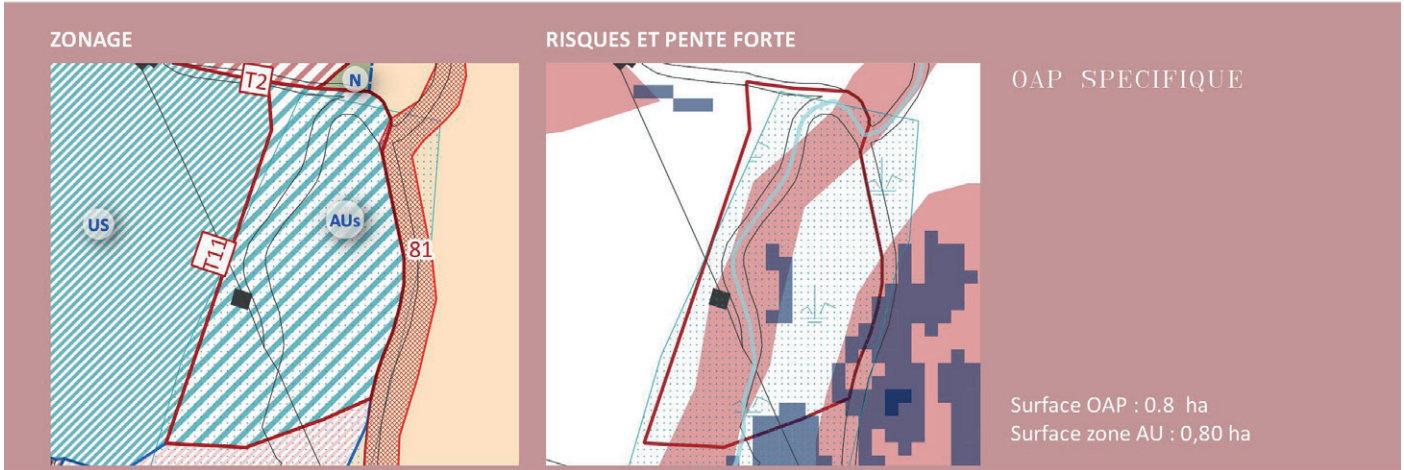 ZONAGE
T2
N
US
AUs
T11
81
RISQUES ET PENTE FORTE
OAP SPECIFIQUE
Surface OAP : 0.8 ha
Surface zone AU : 0,80 ha